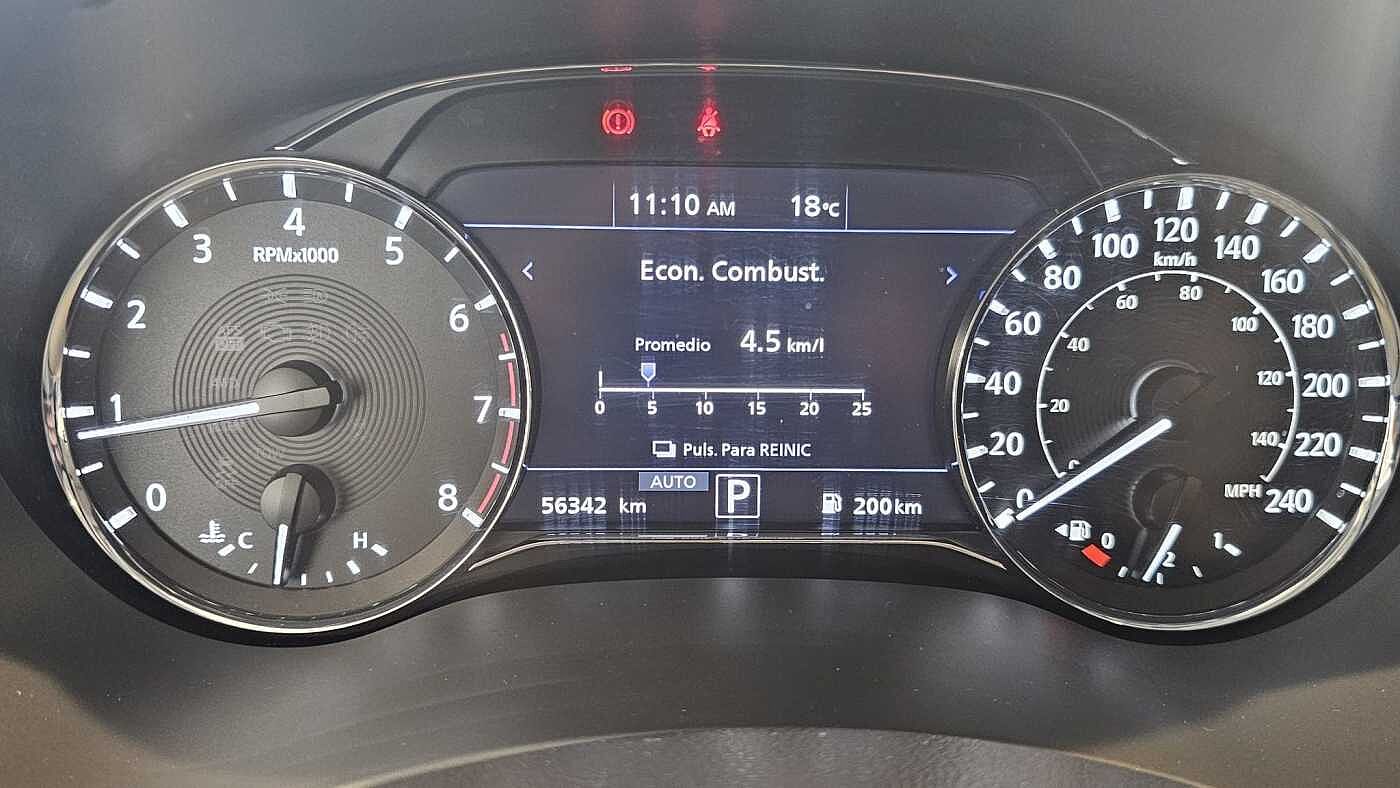 11:10 AM 18°C
< Econ. Combust. >
Promedio 4.5 km/l
0 5 10 15 20 25
Puls. Para REINIC
AUTO
56342 km P 200 km
RPMx1000
0 1 2 3 4 5 6 7 8
C H
km/h
0 20 40 60 80 100 120 140 160 180 200 220 240
20 40 60 80 100 120 140
MPH
0 1